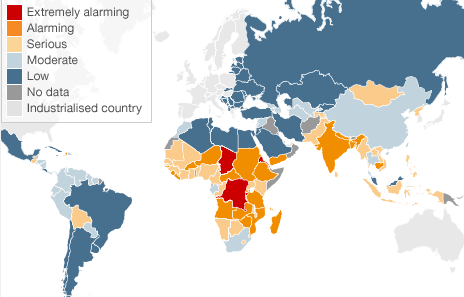 Extremely alarming
Alarming
Serious
Moderate
Low
No data
Industrialised country